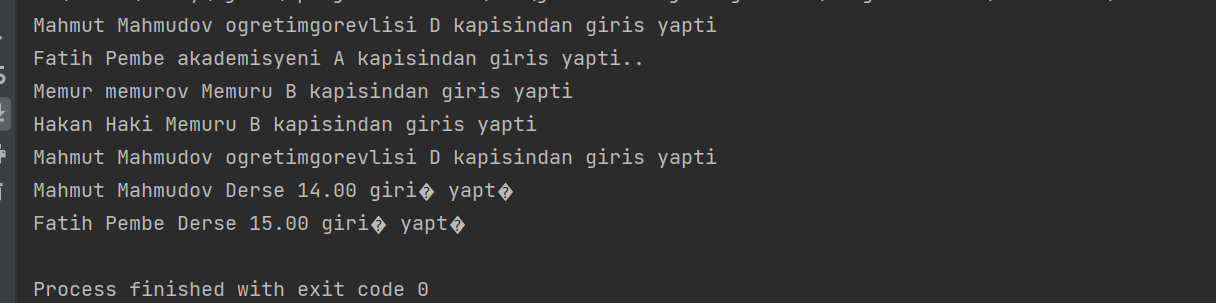 Mahmut Mahmudov ogretimgorevlisi D kapisindan giris yapti
Fatih Pembe akademisyeni A kapisindan giris yapti..
Memur memurov Memuru B kapisindan giris yapti
Hakan Haki Memuru B kapisindan giris yapti
Mahmut Mahmudov ogretimgorevlisi D kapisindan giris yapti
Mahmut Mahmudov Derse 14.00 giri� yapt�
Fatih Pembe Derse 15.00 giri� yapt�
Process finished with exit code 0